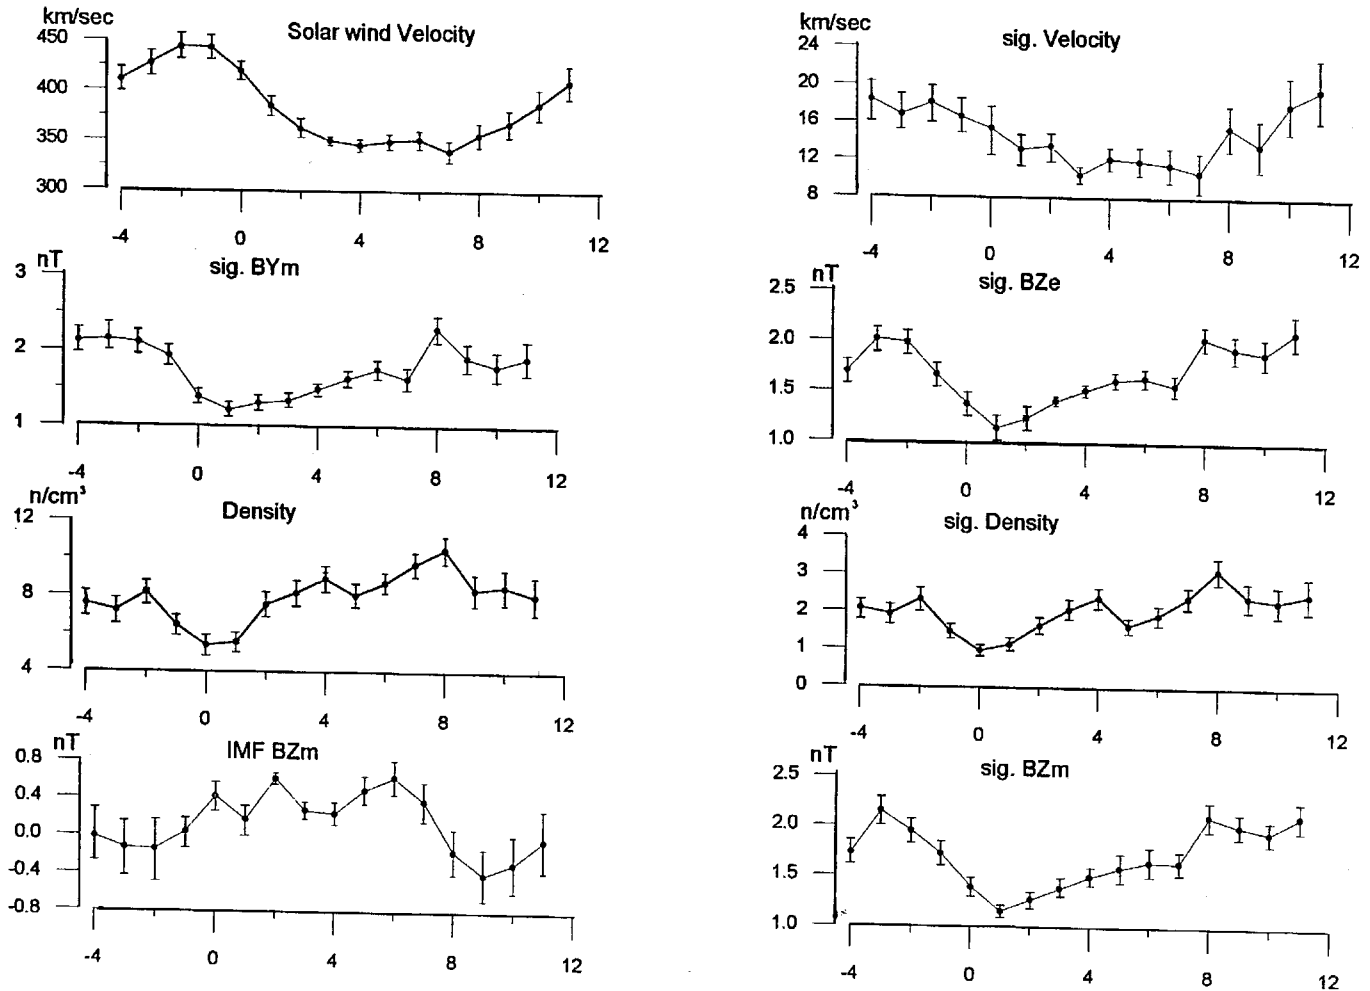 km/sec
Solar wind Velocity
450
400
350
300
-4 0 4 8 12
km/sec
sig. Velocity
24
20
16
12
8
-4 0 4 8 12
nT
sig. BYm
3
2
1
-4 0 4 8 12
nT
sig. BZe
2.5
2.0
1.5
1.0
-4 0 4 8 12
n/cm³
Density
12
8
4
-4 0 4 8 12
n/cm³
sig. Density
4
3
2
1
0
-4 0 4 8 12
nT
IMF BZm
0.8
0.4
0.0
-0.4
-0.8
-4 0 4 8 12
nT
sig. BZm
2.5
2.0
1.5
1.0
-4 0 4 8 12